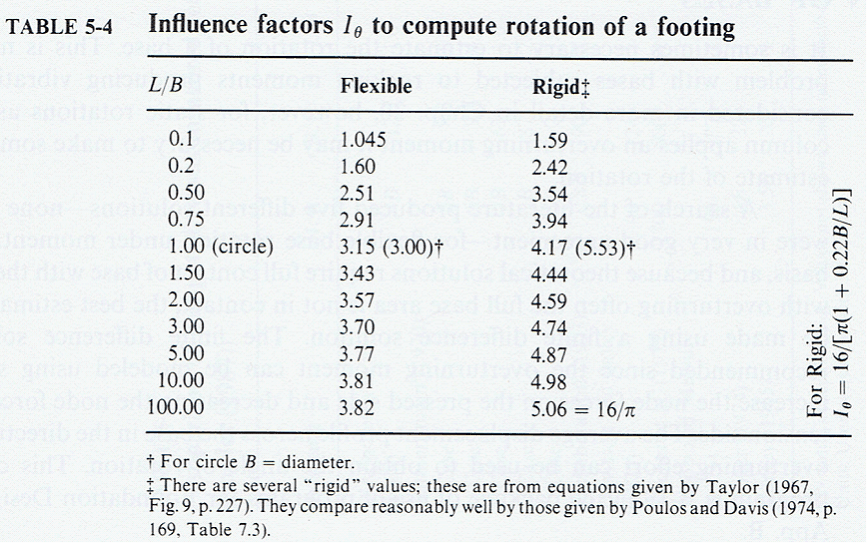 TABLE 5-4 Influence factors Iθ to compute rotation of a footing
L/B Flexible Rigid‡
0.1 1.045 1.59
0.2 1.60 2.42
0.50 2.51 3.54
0.75 2.91 3,94
1.00 (circle) 3.15 (3.00)† 4.17 (5.53)†
1.50 3.43 4.44
2.00 3.57 4.59
3.00 3.70 4.74
5.00 3.77 4.87
10.00 3.81 4.98
100.00 3.82 5.06 = 16/π
For Rigid:
Iθ = 16/[π(1 + 0.22B/L)]
† For circle B = diameter.
‡ There are several "rigid" values; these are from equations given by Taylor (1967,
Fig. 9, p. 227). They compare reasonably well by those given by Poulos and Davis (1974, p.
169, Table 7.3).